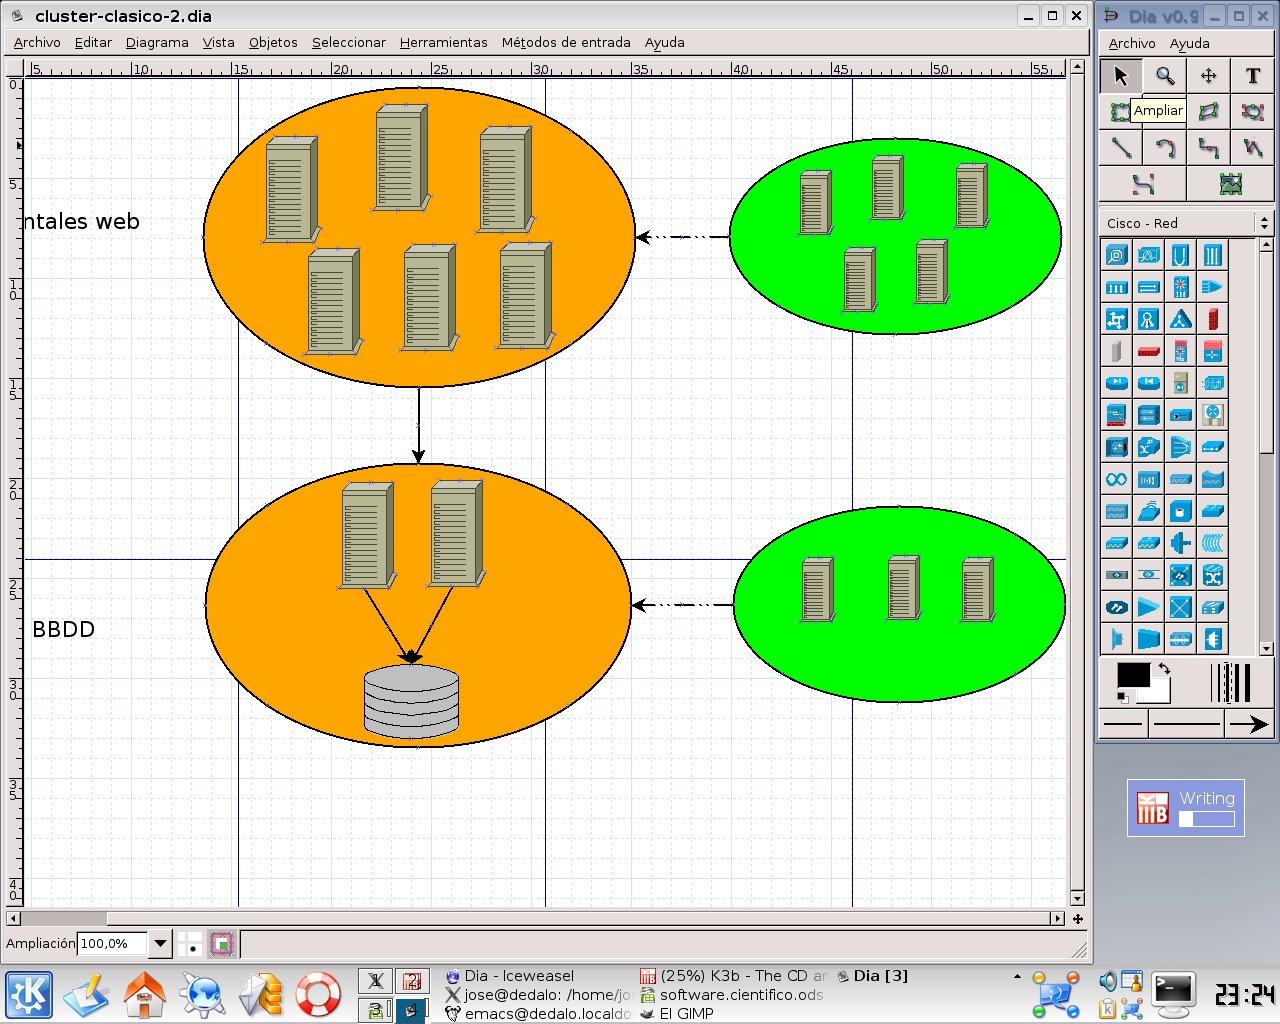 cluster-clasico-2.dia
Archivo Editar Diagrama Vista Objetos Seleccionar Herramientas Métodos de entrada Ayuda
5 10 15 20 25 30 35 40 45 50 55
0
5
10
15
20
25
30
35
40
ntales web
BBDD
Ampliación 100,0%
Dia v0.9
Archivo Ayuda
T
Ampliar
Cisco - Red
Writing
Dia - Iceweasel
jose@dedalo: /home/jos
emacs@dedalo.localdo
(25%) K3b - The CD an
software.cientifico.ods
El GIMP
Dia [3]
23:24